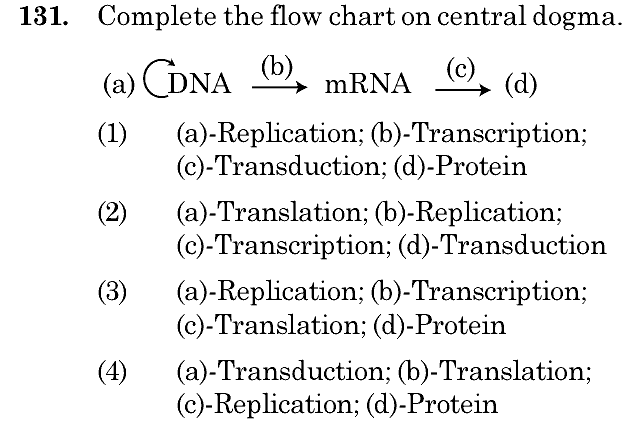 131. Complete the flow chart on central dogma.
(a) DNA (b) mRNA (c) (d)
(1) (a)-Replication; (b)-Transcription;
(c)-Transduction; (d)-Protein
(2) (a)-Translation; (b)-Replication;
(c)-Transcription; (d)-Transduction
(3) (a)-Replication; (b)-Transcription;
(c)-Translation; (d)-Protein
(4) (a)-Transduction; (b)-Translation;
(c)-Replication; (d)-Protein